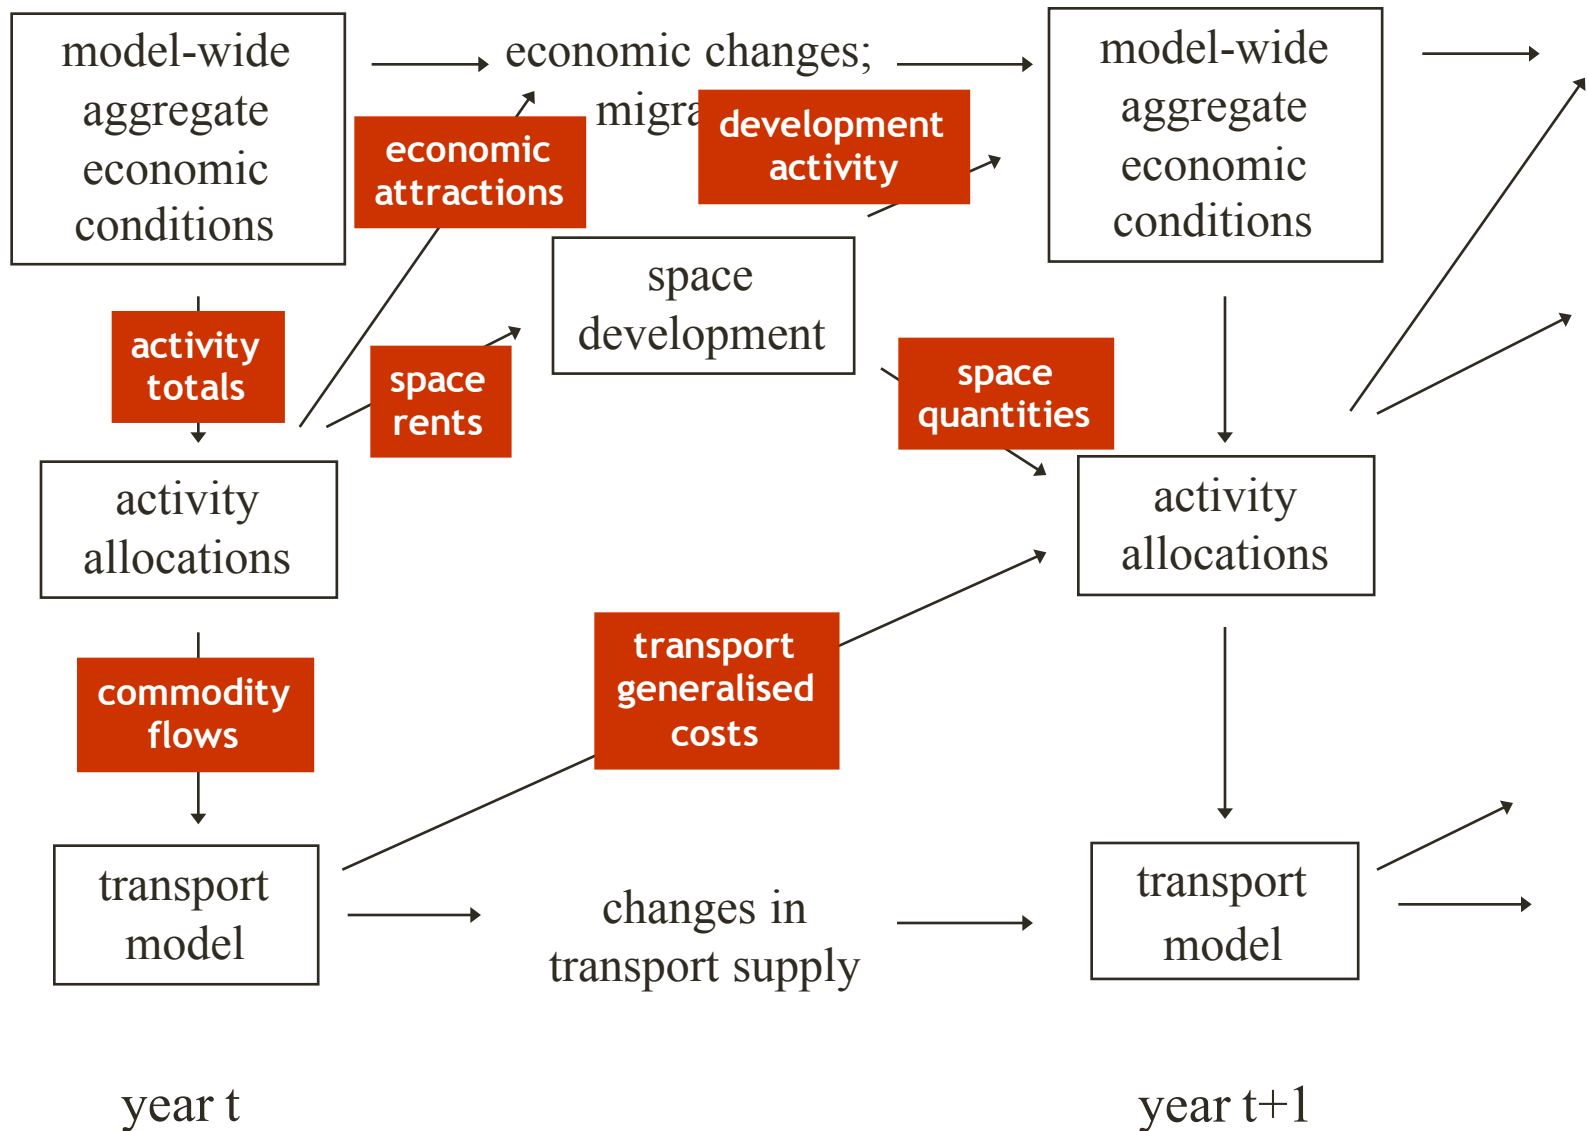 model-wide
aggregate
economic
conditions
economic changes;
model-wide
aggregate
economic
conditions
economic
attractions
development
activity
space
development
activity
totals
space
rents
space
quantities
activity
allocations
activity
allocations
commodity
flows
transport
generalised
costs
transport
model
changes in
transport supply
transport
model
year t
year t+1